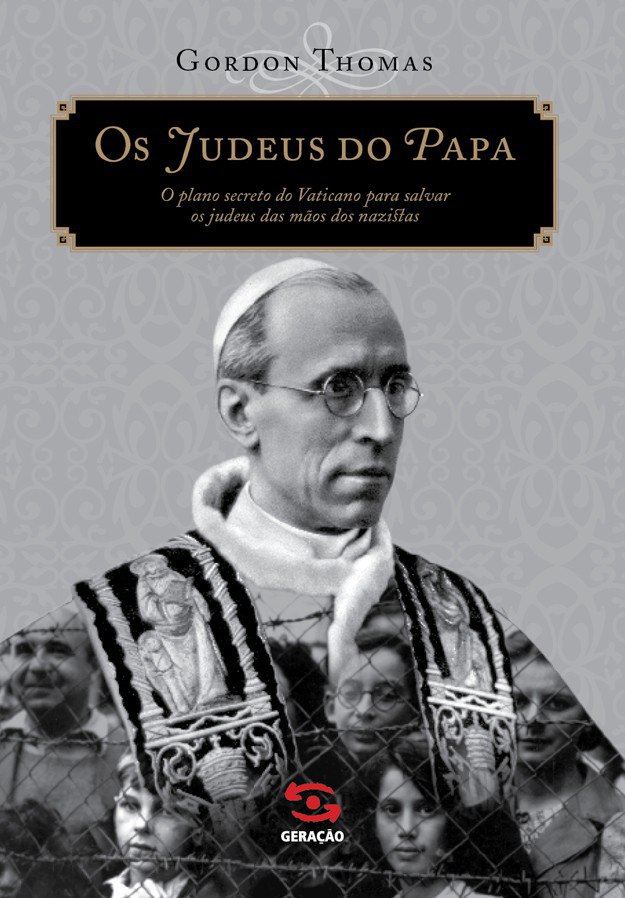 Gordon Thomas
Os Judeus do Papa
O plano secreto do Vaticano para salvar
os judeus das mãos dos nazistas
GERAÇÃO